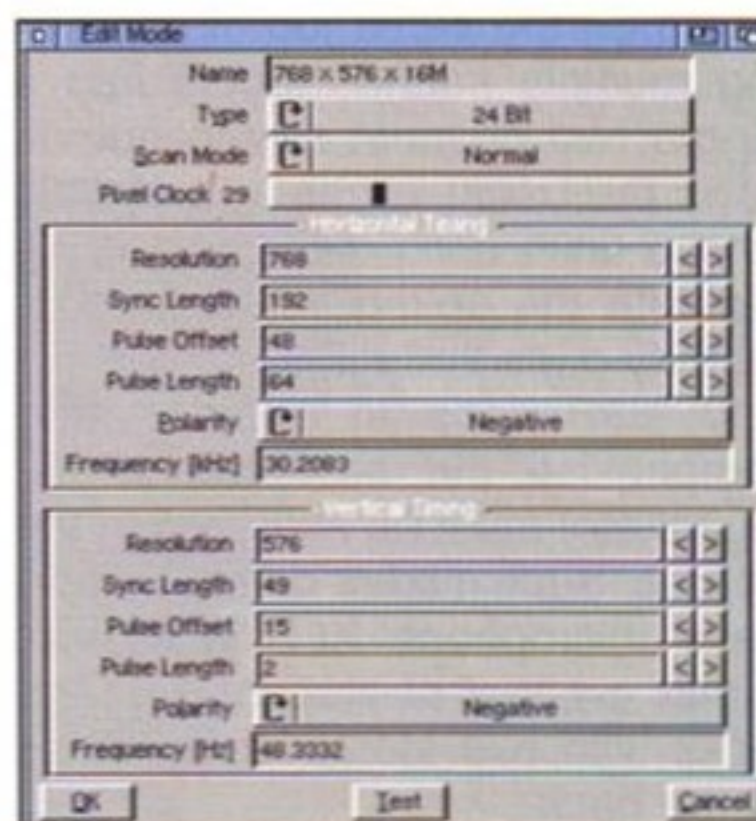 Edit Mode
Name 768 x 576 x 16M
Type 24 Bit
Scan Mode Normal
Pixel Clock 29
Horizontal Timing
Resolution 768 < >
Sync Length 192 < >
Pulse Offset 48 < >
Pulse Length 64 < >
Polarity Negative
Frequency [kHz] 30.2083
Vertical Timing
Resolution 576 < >
Sync Length 49 < >
Pulse Offset 15 < >
Pulse Length 2 < >
Polarity Negative
Frequency [Hz] 48.3332
OK Test Cancel